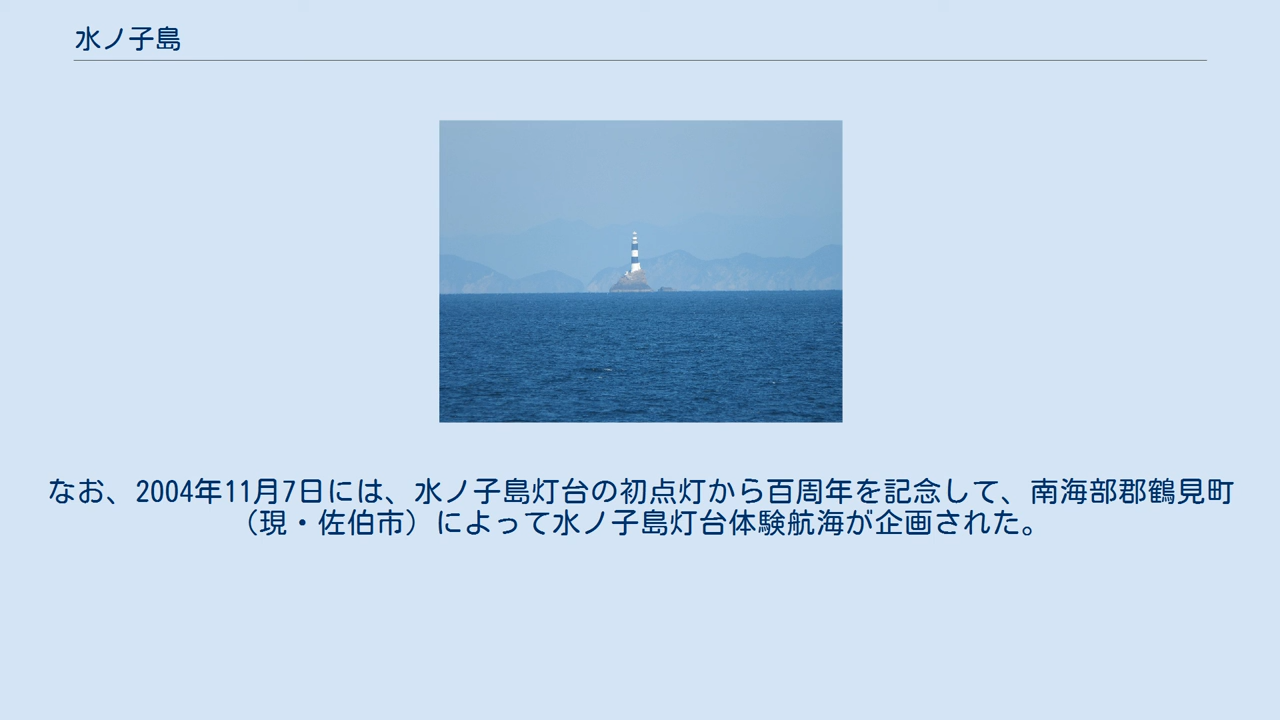 水ノ子島
なお、2004年11月7日には、水ノ子島灯台の初点灯から百周年を記念して、南海部郡鶴見町
（現・佐伯市）によって水ノ子島灯台体験航海が企画された。